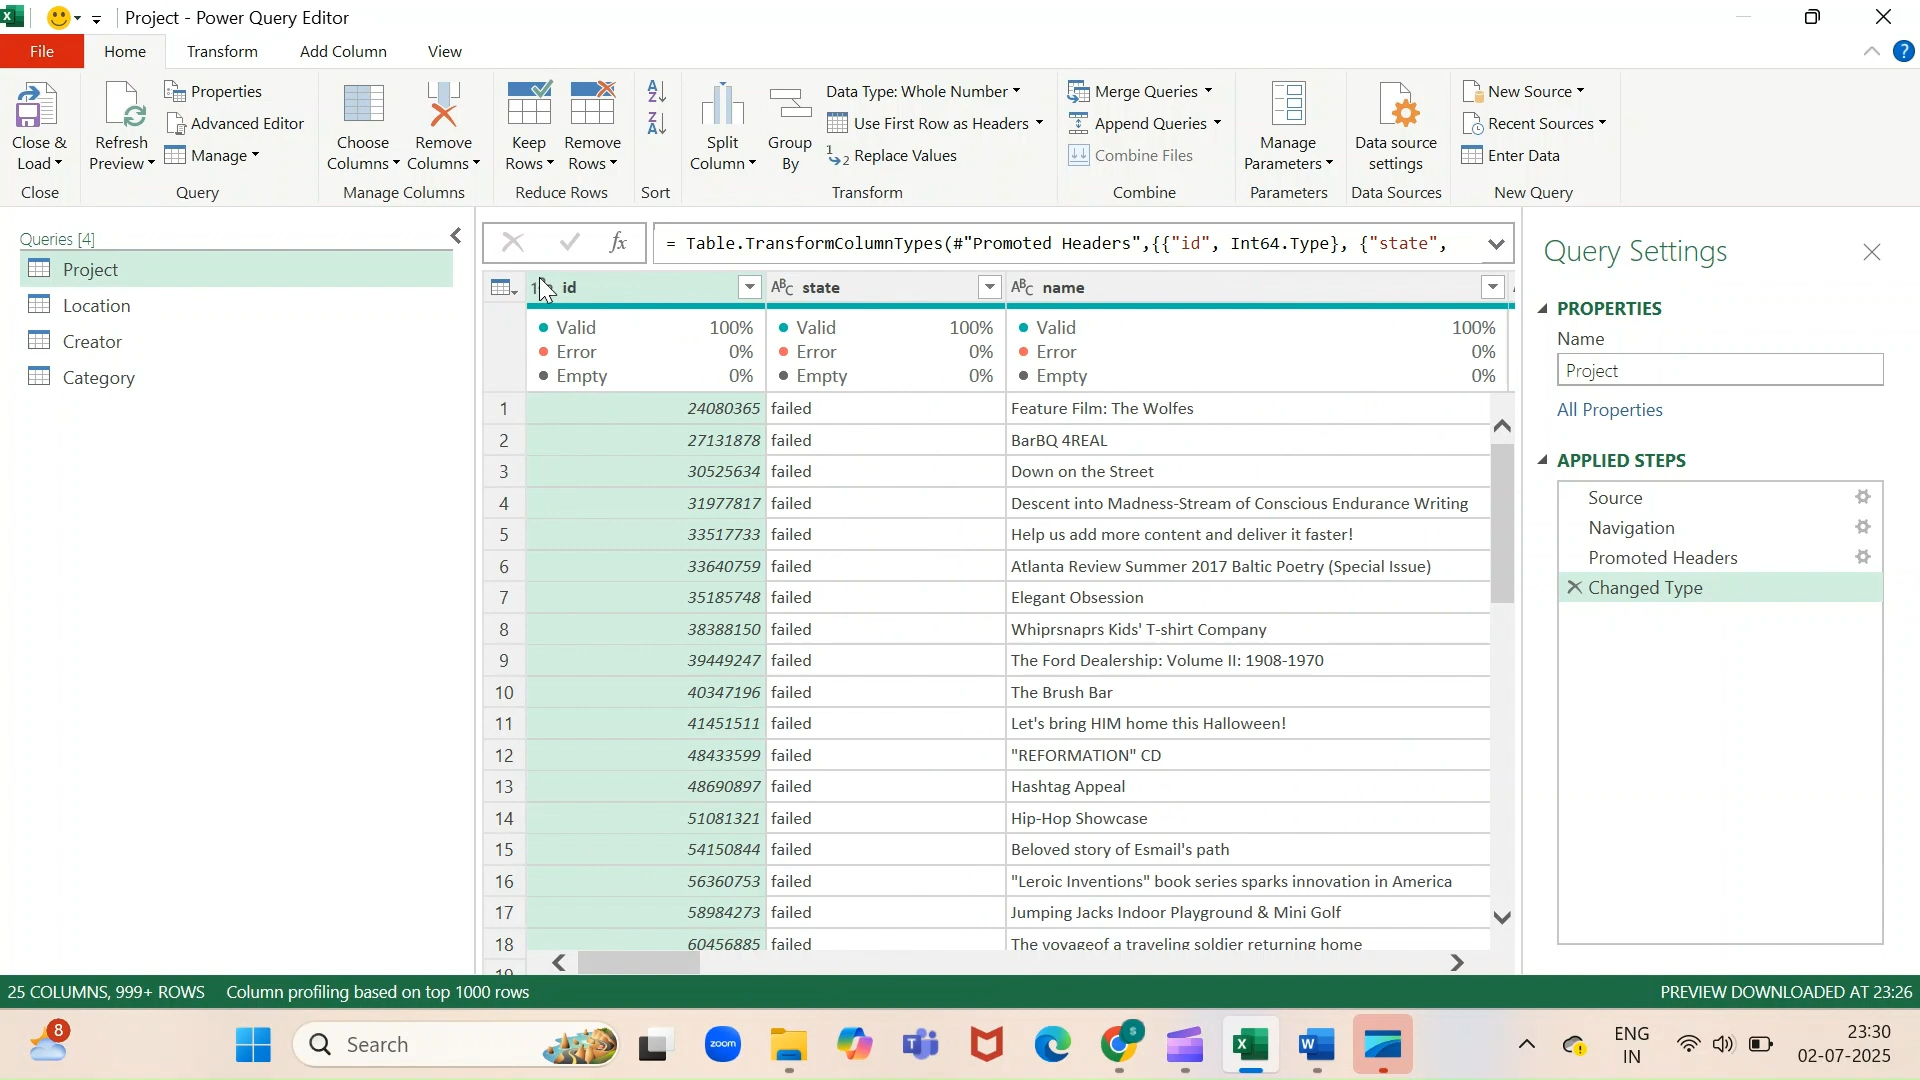 Project - Power Query Editor
File
Home
Transform
Add Column
View
Close &
Load
Close
Refresh
Preview
Properties
Advanced Editor
Manage
Query
Choose
Columns
Remove
Columns
Manage Columns
Keep
Rows
Remove
Rows
Reduce Rows
Sort
Split
Column
Group
By
Data Type: Whole Number
Use First Row as Headers
Replace Values
Transform
Merge Queries
Append Queries
Combine Files
Combine
Manage
Parameters
Parameters
Data source
settings
Data Sources
New Source
Recent Sources
Enter Data
New Query
Queries [4]
Project
Location
Creator
Category
fx
= Table.TransformColumnTypes(#"Promoted Headers",{{"id", Int64.Type}, {"state",
id ABC state ABC name
Valid 100% Valid 100% Valid 100%
Error 0% Error 0% Error 0%
Empty 0% Empty 0% Empty 0%
1 24080365 failed Feature Film: The Wolfes
2 27131878 failed BarBQ 4REAL
3 30525634 failed Down on the Street
4 31977817 failed Descent into Madness-Stream of Conscious Endurance Writing
5 33517733 failed Help us add more content and deliver it faster!
6 33640759 failed Atlanta Review Summer 2017 Baltic Poetry (Special Issue)
7 35185748 failed Elegant Obsession
8 38388150 failed Whiprsnaprs Kids' T-shirt Company
9 39449247 failed The Ford Dealership: Volume II: 1908-1970
10 40347196 failed The Brush Bar
11 41451511 failed Let's bring HIM home this Halloween!
12 48433599 failed "REFORMATION" CD
13 48690897 failed Hashtag Appeal
14 51081321 failed Hip-Hop Showcase
15 54150844 failed Beloved story of Esmail's path
16 56360753 failed "Leroic Inventions" book series sparks innovation in America
17 58984273 failed Jumping Jacks Indoor Playground & Mini Golf
18 60456885 failed The voyageof a traveling soldier returning home
19
Query Settings
PROPERTIES
Name
Project
All Properties
APPLIED STEPS
Source
Navigation
Promoted Headers
Changed Type
25 COLUMNS, 999+ ROWS Column profiling based on top 1000 rows
PREVIEW DOWNLOADED AT 23:26
8
Search
zoom
S
ENG
IN
23:30
02-07-2025